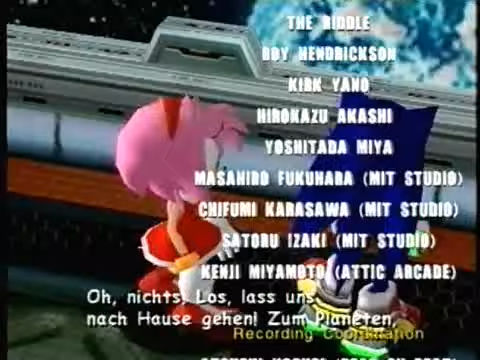 THE RIDDLE
ROY HENDRICKSON
KIRK YANO
HIROKAZU AKASHI
YOSHITADA MIYA
MASAHIRO FUKUHARA (MIT STUDIO)
CHIFUMI KARASAWA (MIT STUDIO)
SATORU IZAKI (MIT STUDIO)
KENJI MIYAMOTO (ATTIC ARCADE)
Oh, nichts, Los, lass uns
nach Hause gehen! Zum Planeten,
Recording Coordination